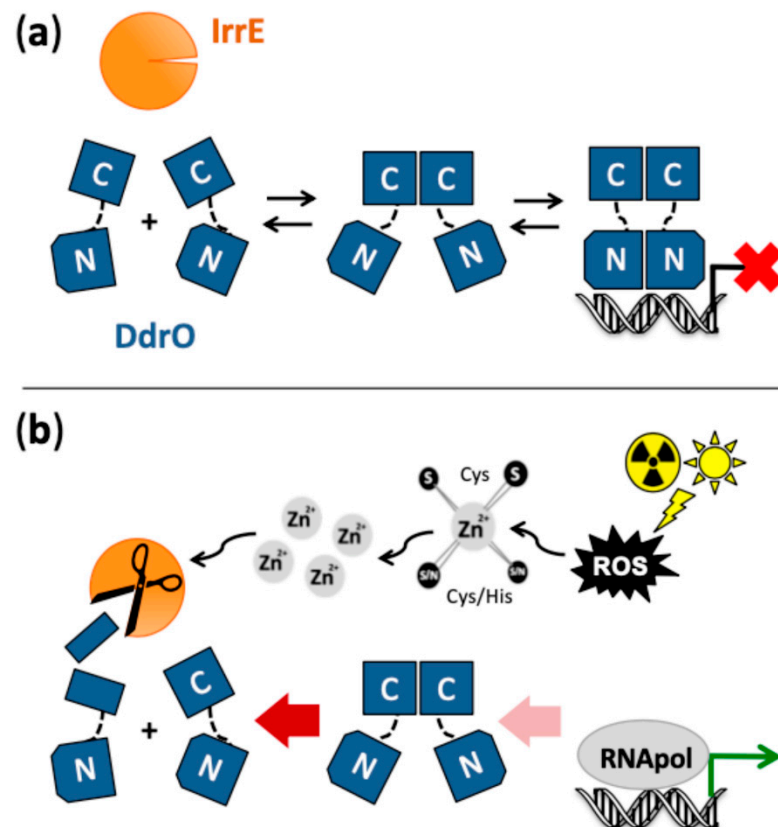 (a)
IrrE
C
C
C C
C C
+
N
N
N
N
N N
DdrO
(b)
S
Cys
S
Zn2+
Zn2+
Zn2+
Zn2+
Zn2+
S/N
S/N
Cys/His
ROS
C
C C
+
N
N
N
N
RNApol